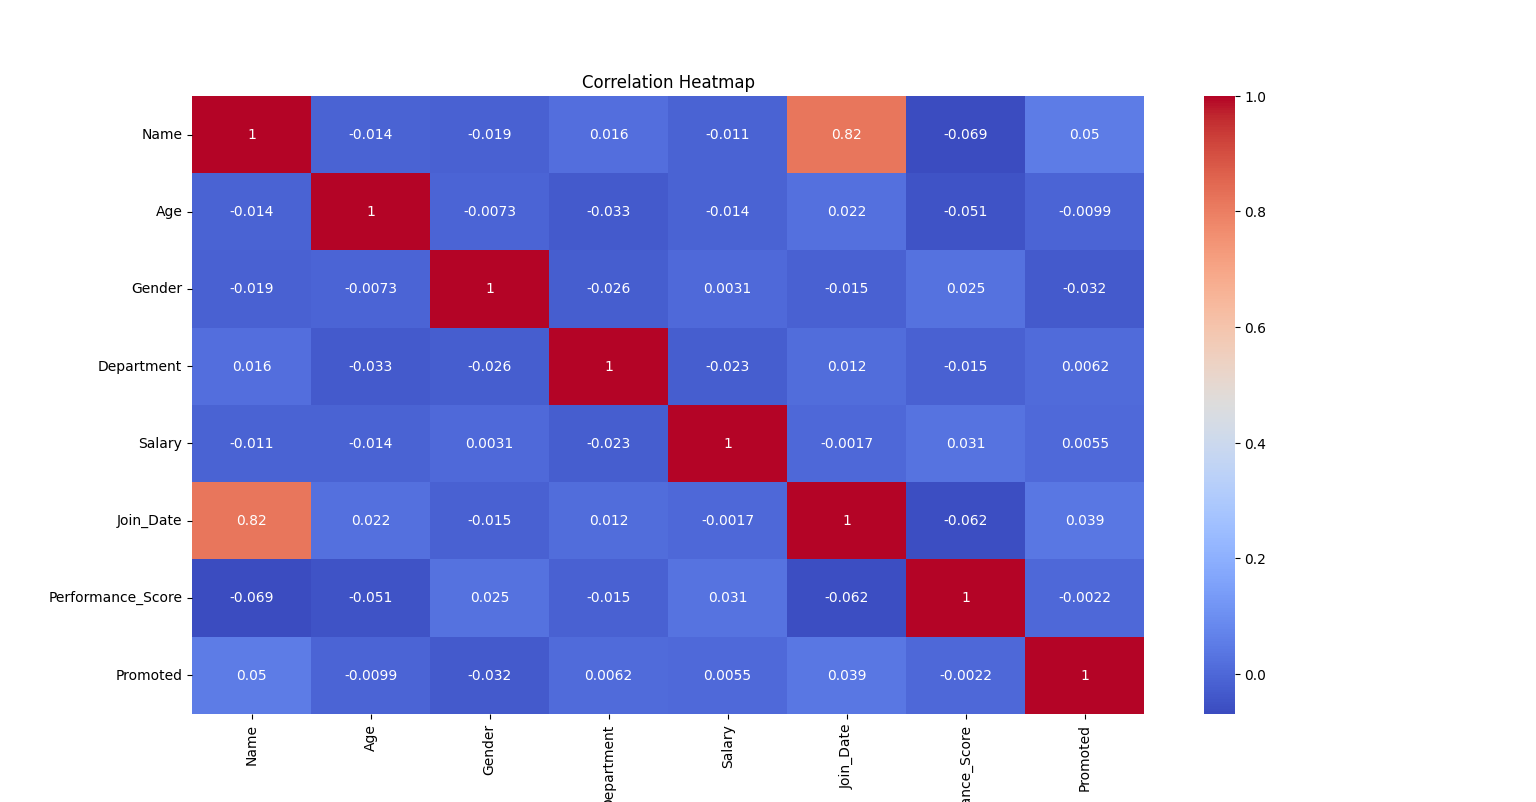 Correlation Heatmap
Name 1 -0.014 -0.019 0.016 -0.011 0.82 -0.069 0.05
Age -0.014 1 -0.0073 -0.033 -0.014 0.022 -0.051 -0.0099
Gender -0.019 -0.0073 1 -0.026 0.0031 -0.015 0.025 -0.032
Department 0.016 -0.033 -0.026 1 -0.023 0.012 -0.015 0.0062
Salary -0.011 -0.014 0.0031 -0.023 1 -0.0017 0.031 0.0055
Join_Date 0.82 0.022 -0.015 0.012 -0.0017 1 -0.062 0.039
Performance_Score -0.069 -0.051 0.025 -0.015 0.031 -0.062 1 -0.0022
Promoted 0.05 -0.0099 -0.032 0.0062 0.0055 0.039 -0.0022 1
Name
Age
Gender
epartment
Salary
Join_Date
ance_Score
Promoted
1.0
0.8
0.6
0.4
0.2
0.0